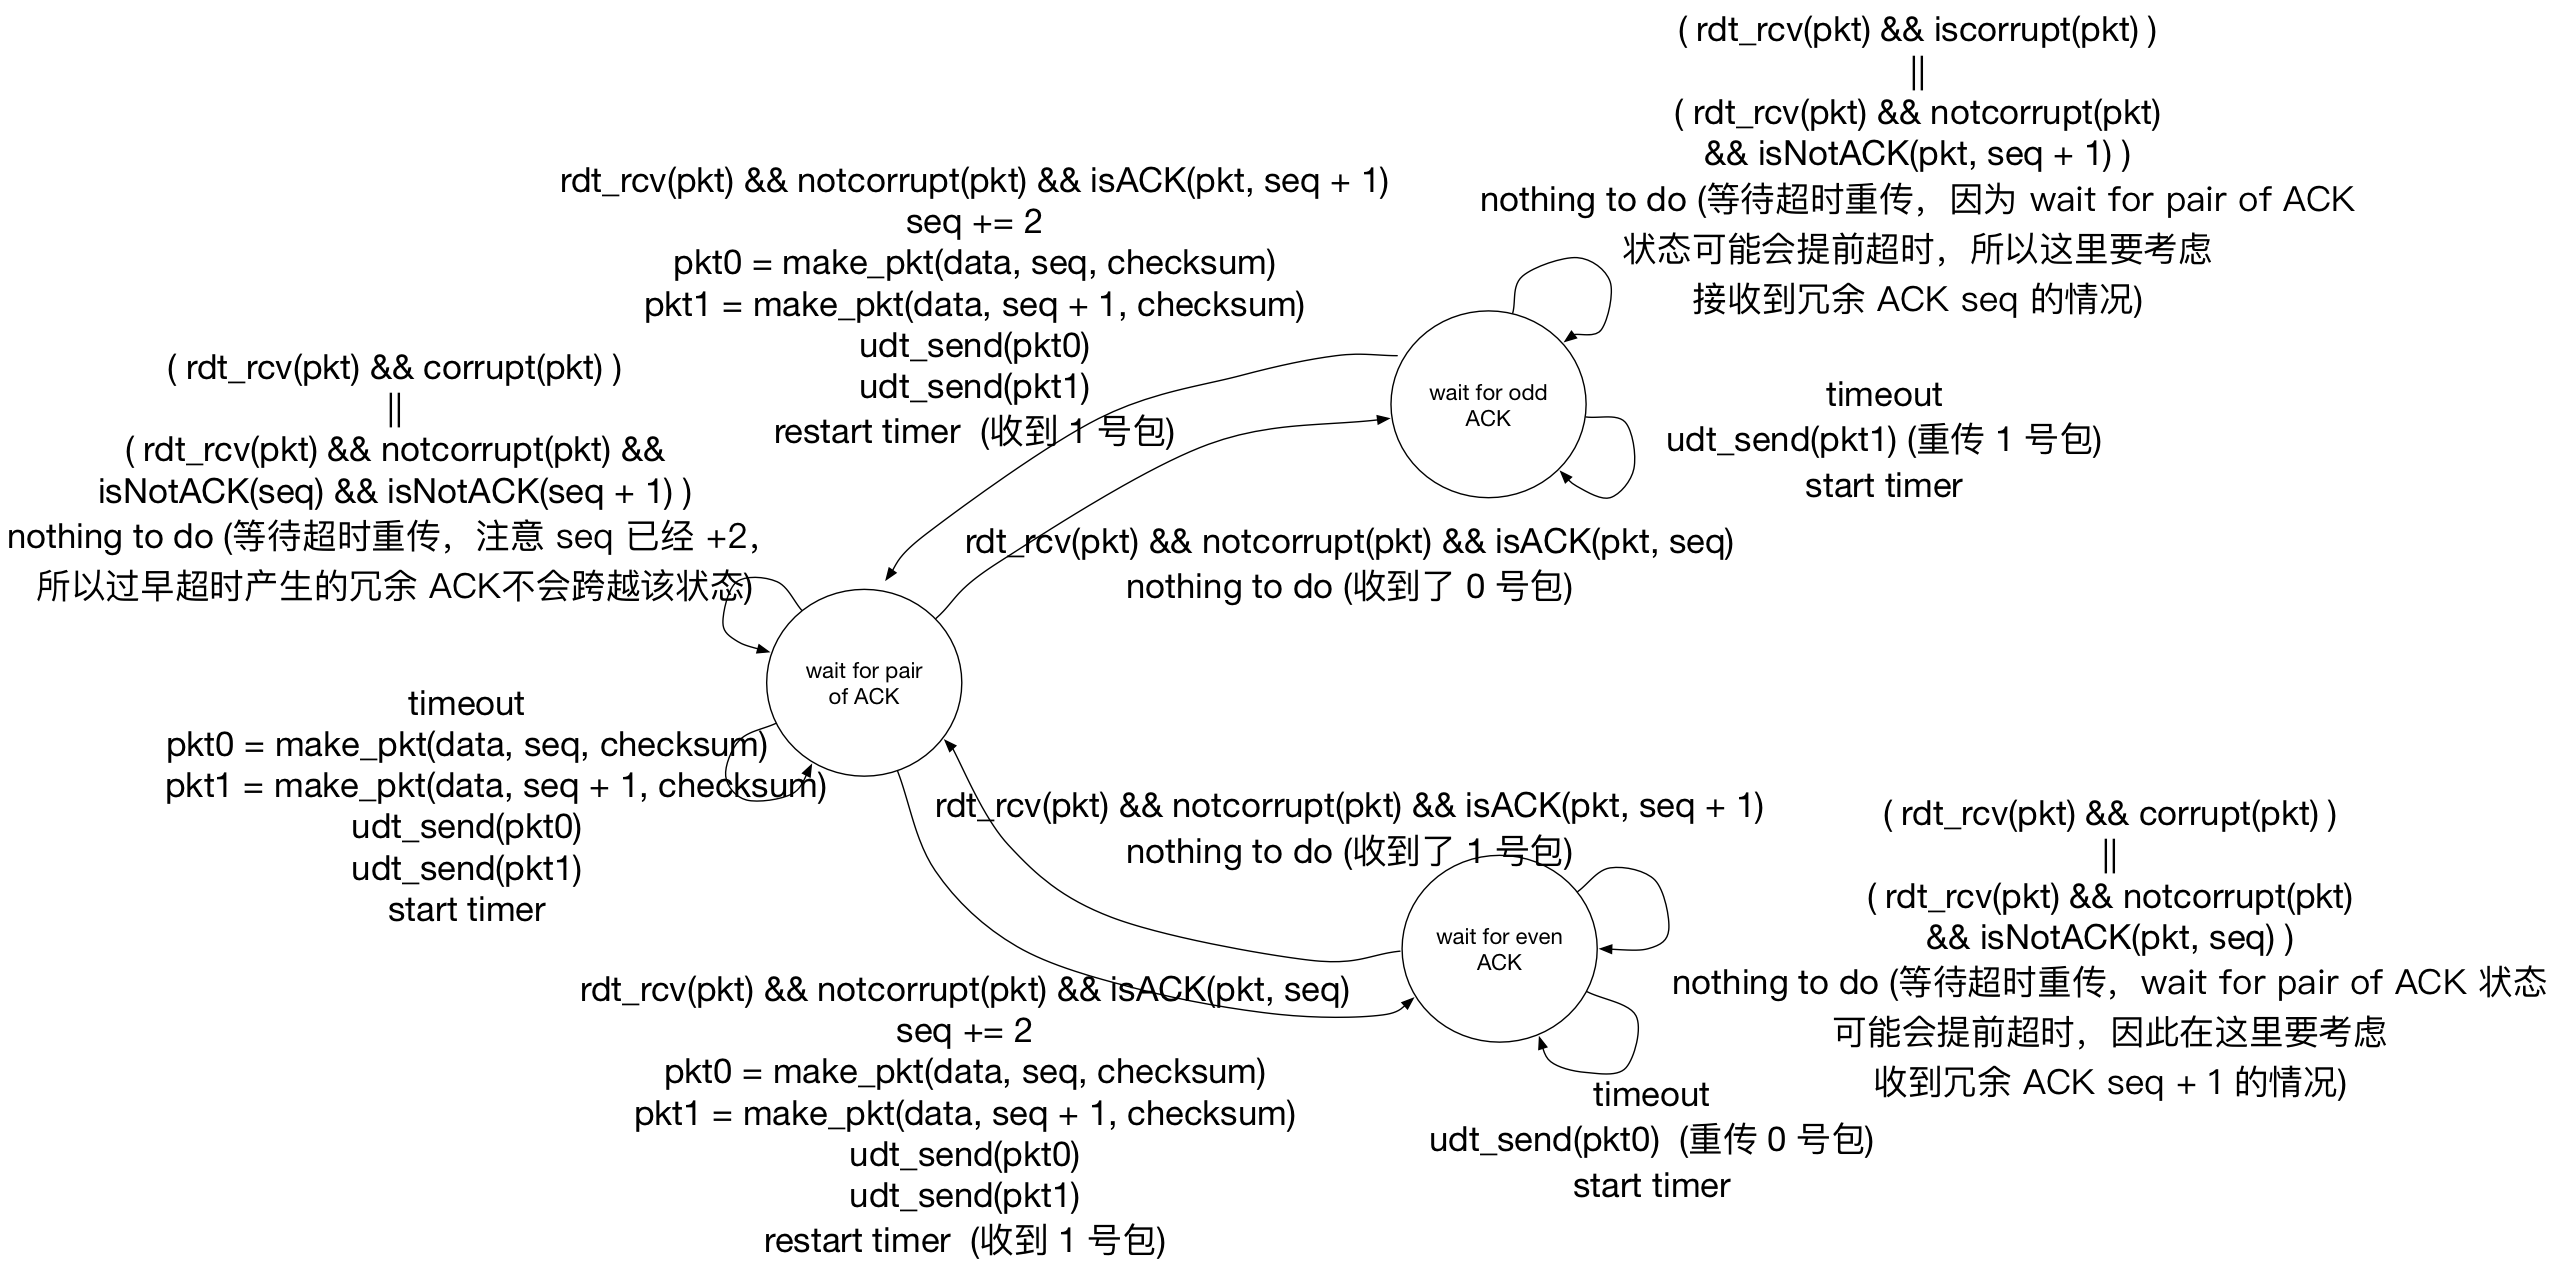 ( rdt_rcv(pkt) && iscorrupt(pkt) )
||
( rdt_rcv(pkt) && notcorrupt(pkt)
&& isNotACK(pkt, seq + 1) )
nothing to do (等待超时重传，因为 wait for pair of ACK
状态可能会提前超时，所以这里要考虑
接收到冗余 ACK seq 的情况)
rdt_rcv(pkt) && notcorrupt(pkt) && isACK(pkt, seq + 1)
seq += 2
pkt0 = make_pkt(data, seq, checksum)
pkt1 = make_pkt(data, seq + 1, checksum)
udt_send(pkt0)
udt_send(pkt1)
restart timer (收到 1 号包)
( rdt_rcv(pkt) && corrupt(pkt) )
||
( rdt_rcv(pkt) && notcorrupt(pkt) &&
isNotACK(seq) && isNotACK(seq + 1) )
nothing to do (等待超时重传，注意 seq 已经 +2，
所以过早超时产生的冗余 ACK不会跨越该状态)
wait for odd
ACK
timeout
udt_send(pkt1) (重传 1 号包)
start timer
rdt_rcv(pkt) && notcorrupt(pkt) && isACK(pkt, seq)
nothing to do (收到了 0 号包)
wait for pair
of ACK
timeout
pkt0 = make_pkt(data, seq, checksum)
pkt1 = make_pkt(data, seq + 1, checksum)
udt_send(pkt0)
udt_send(pkt1)
start timer
rdt_rcv(pkt) && notcorrupt(pkt) && isACK(pkt, seq + 1)
nothing to do (收到了 1 号包)
wait for even
ACK
( rdt_rcv(pkt) && corrupt(pkt) )
||
( rdt_rcv(pkt) && notcorrupt(pkt)
&& isNotACK(pkt, seq) )
nothing to do (等待超时重传，wait for pair of ACK 状态
可能会提前超时，因此在这里要考虑
收到冗余 ACK seq + 1 的情况)
rdt_rcv(pkt) && notcorrupt(pkt) && isACK(pkt, seq)
seq += 2
pkt0 = make_pkt(data, seq, checksum)
pkt1 = make_pkt(data, seq + 1, checksum)
udt_send(pkt0)
udt_send(pkt1)
restart timer (收到 1 号包)
timeout
udt_send(pkt0) (重传 0 号包)
start timer